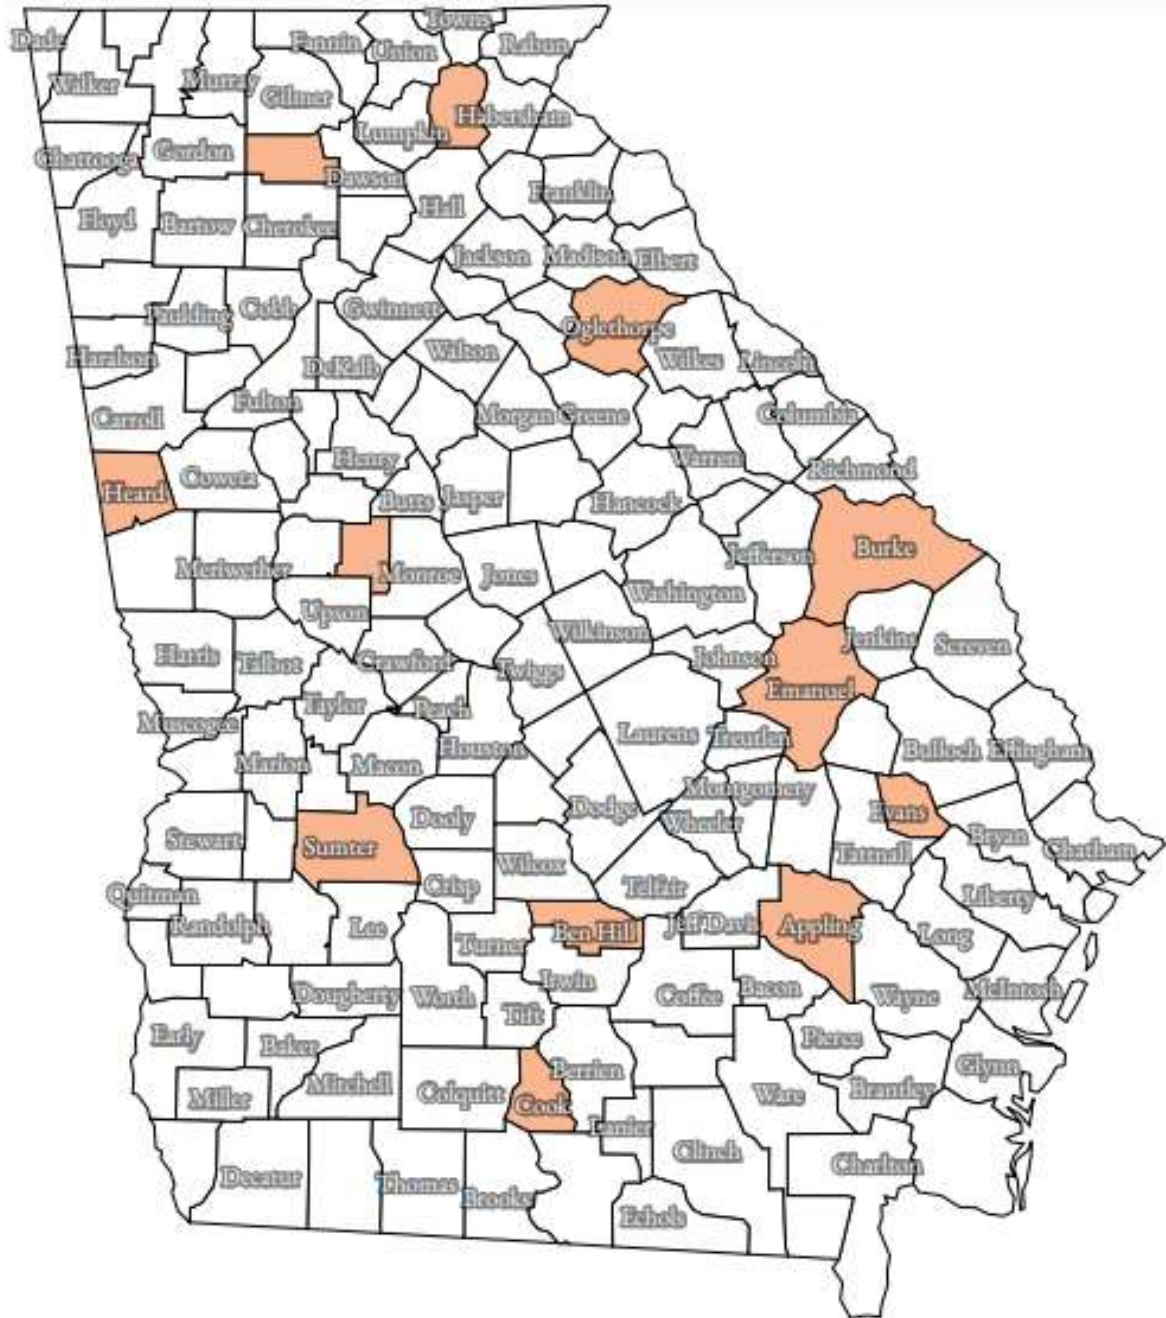 Towns
Dade
Fannin
Union
Rabun
Walker
Murray
Gilmer
Habersham
Lumpkin
Chattooga
Gordon
Dawson
Franklin
Hall
Floyd
Bartow
Cherokee
Jackson
Madison
Elbert
Paulding
Cobb
Gwinnett
Oglethorpe
Haralson
DeKalb
Walton
Wilkes
Lincoln
Fulton
Carroll
Morgan
Greene
Columbia
Henry
Warren
Richmond
Coweta
Heard
Butts
Jasper
Hancock
Burke
Jefferson
Meriwether
Monroe
Jones
Washington
Upson
Wilkinson
Jenkins
Screven
Harris
Talbot
Crawford
Twiggs
Johnson
Emanuel
Taylor
Peach
Muscogee
Laurens
Treutlen
Houston
Bulloch
Effingham
Marion
Macon
Montgomery
Dooly
Dodge
Wheeler
Evans
Stewart
Sumter
Bryan
Chatham
Wilcox
Tattnall
Crisp
Telfair
Quitman
Liberty
Randolph
Lee
Turner
Ben Hill
Jeff Davis
Appling
Long
Irwin
Dougherty
Worth
Coffee
Bacon
Wayne
McIntosh
Tift
Early
Baker
Pierce
Mitchell
Berrien
Glynn
Miller
Colquitt
Cook
Ware
Brantley
Lanier
Clinch
Charlton
Decatur
Thomas
Brooks
Echols